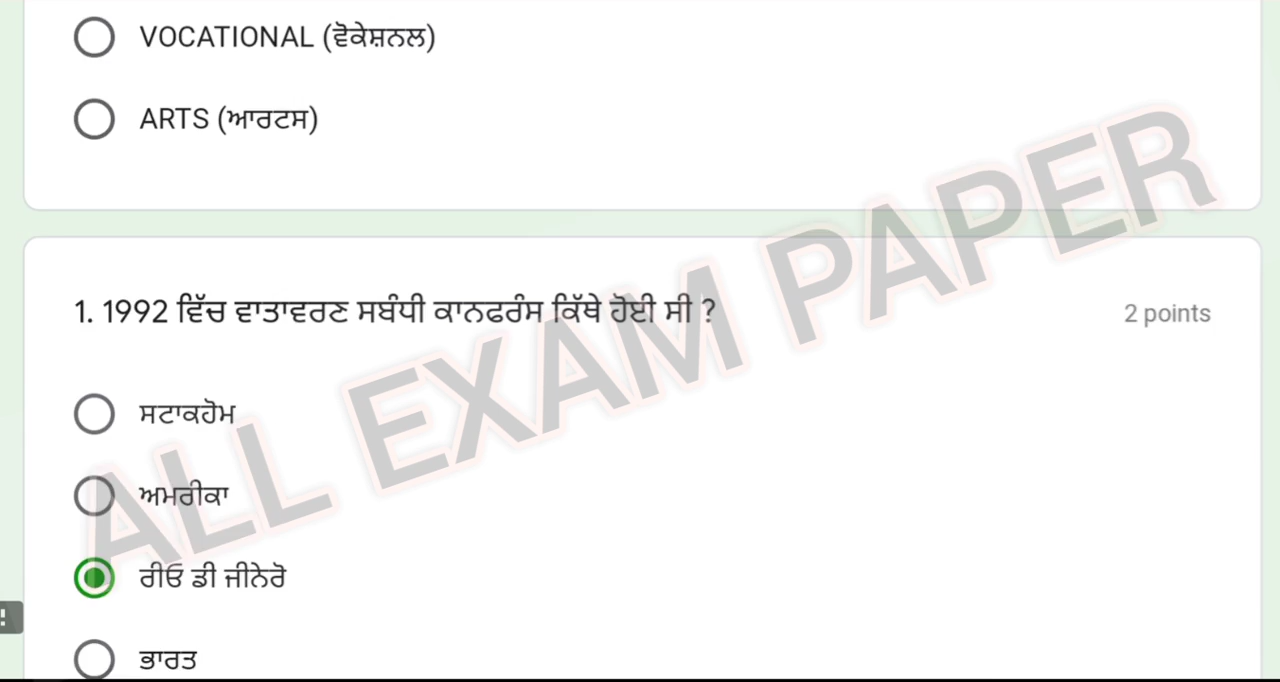 VOCATIONAL (ਵੋਕੇਸ਼ਨਲ)
ARTS (ਆਰਟਸ)
1. 1992 ਵਿੱਚ ਵਾਤਾਵਰਣ ਸਬੰਧੀ ਕਾਨਫਰੰਸ ਕਿੱਥੇ ਹੋਈ ਸੀ ? 2 points
ਸਟਾਕਹੋਮ
ਅਮਰੀਕਾ
ਰੀਓ ਡੀ ਜੀਨੇਰੋ
ਭਾਰਤ
ALL EXAM PAPER